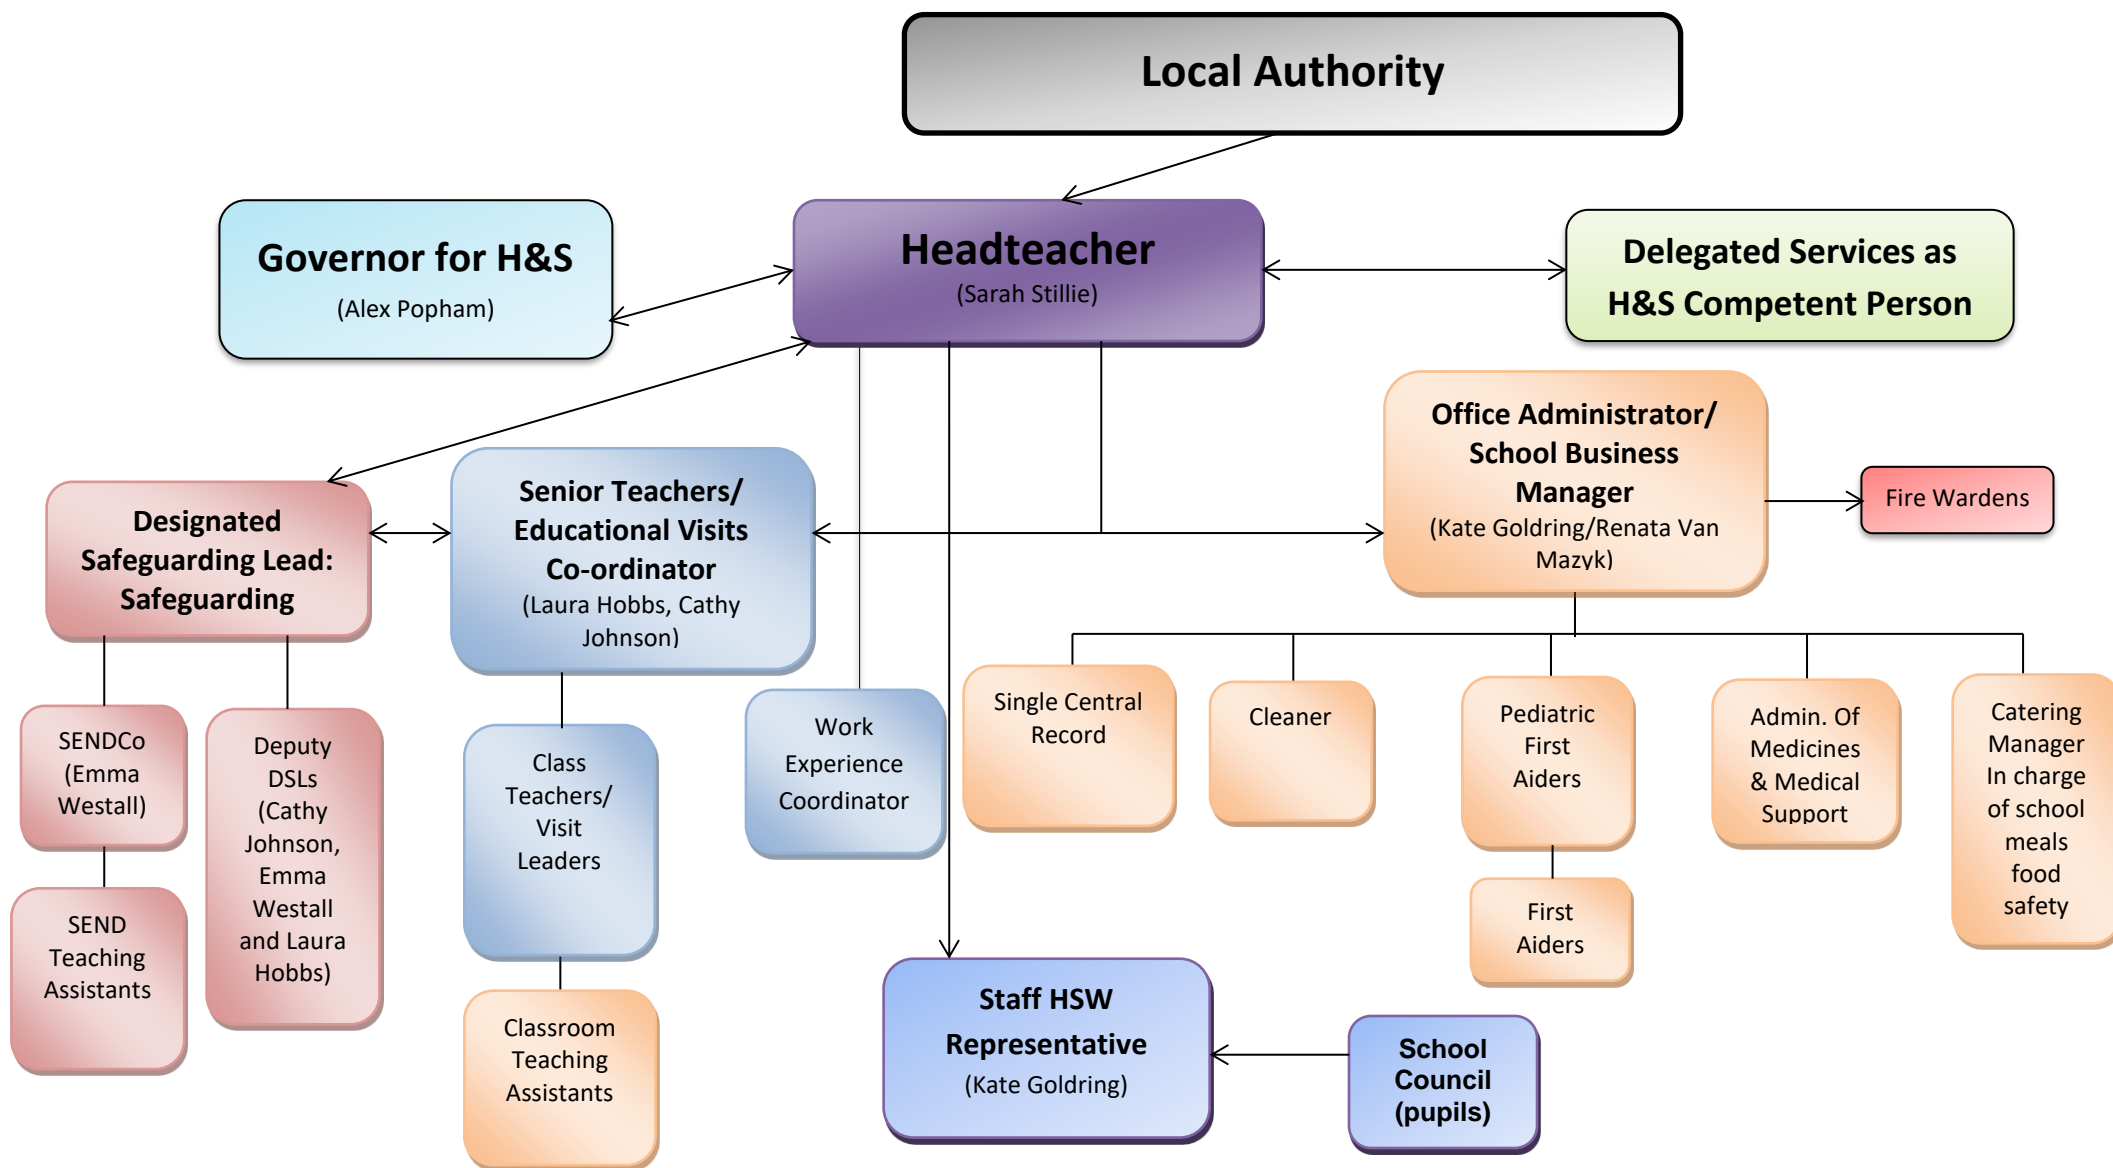 Local Authority
Governor for H&S
(Alex Popham)
Headteacher
(Sarah Stillie)
Delegated Services as
H&S Competent Person
Designated
Safeguarding Lead:
Safeguarding
Senior Teachers/
Educational Visits
Co-ordinator
(Laura Hobbs, Cathy
Johnson)
Office Administrator/
School Business
Manager
(Kate Goldring/Renata Van
Mazyk)
Fire Wardens
SENDCo
(Emma
Westall)
Deputy
DSLs
(Cathy
Johnson,
Emma
Westall
and Laura
Hobbs)
SEND
Teaching
Assistants
Class
Teachers/
Visit
Leaders
Classroom
Teaching
Assistants
Work
Experience
Coordinator
Single Central
Record
Cleaner
Pediatric
First
Aiders
First
Aiders
Admin. Of
Medicines
& Medical
Support
Catering
Manager
In charge
of school
meals
food
safety
Staff HSW
Representative
(Kate Goldring)
School
Council
(pupils)